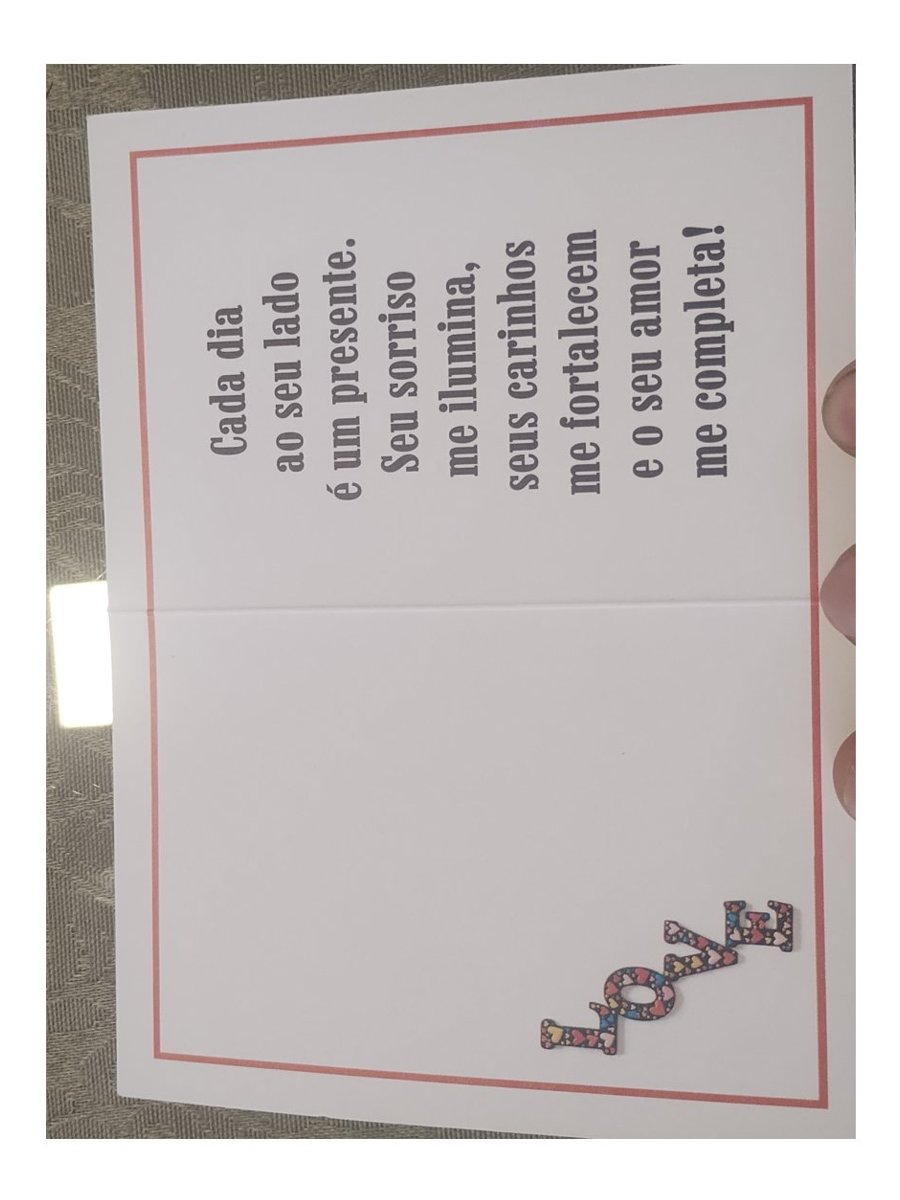 Cada dia
ao seu lado
é um presente.
Seu sorriso
me ilumina,
seus carinhos
me fortalecem
e o seu amor
me completa!
LOVE